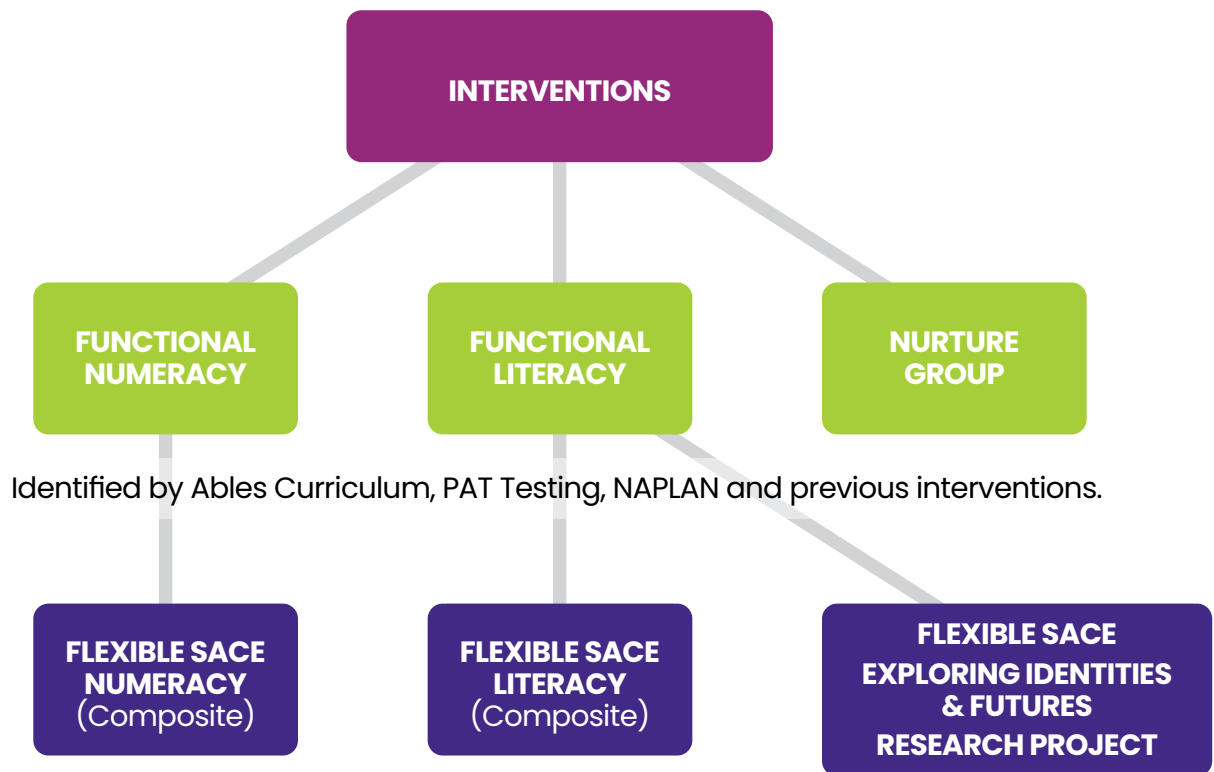 INTERVENTIONS
FUNCTIONAL
NUMERACY
FUNCTIONAL
LITERACY
NURTURE
GROUP
Identified by Ables Curriculum, PAT Testing, NAPLAN and previous interventions.
FLEXIBLE SACE
NUMERACY
(Composite)
FLEXIBLE SACE
LITERACY
(Composite)
FLEXIBLE SACE
EXPLORING IDENTITIES
& FUTURES
RESEARCH PROJECT